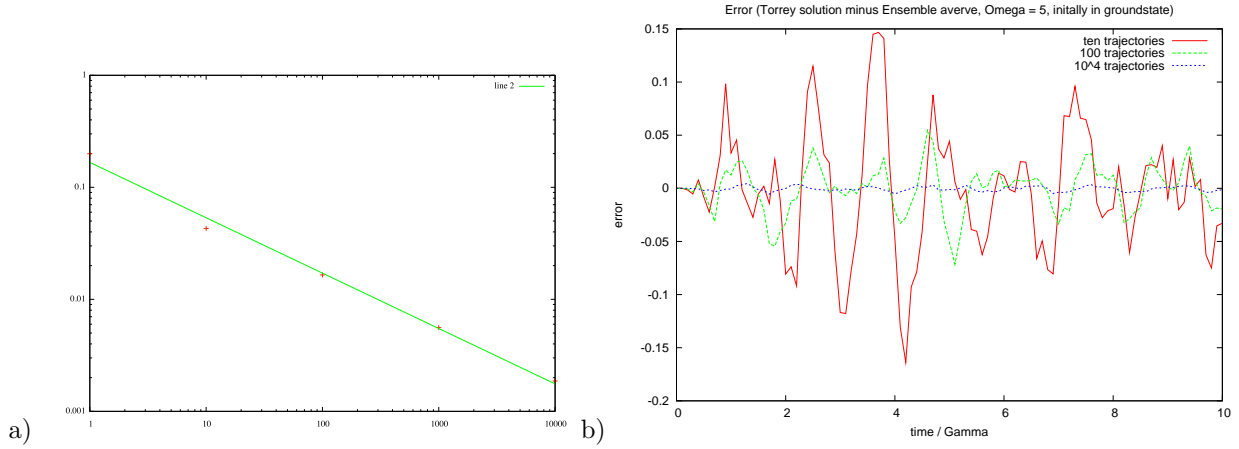 1
0.1
0.01
0.001
1
10
100
1000
10000
line 2
a)
Error (Torrey solution minus Ensemble averve, Omega = 5, initally in groundstate)
0.15
0.1
0.05
0
-0.05
-0.1
-0.15
-0.2
error
ten trajectories
100 trajectories
10^4 trajectories
0
2
4
6
8
10
time / Gamma
b)